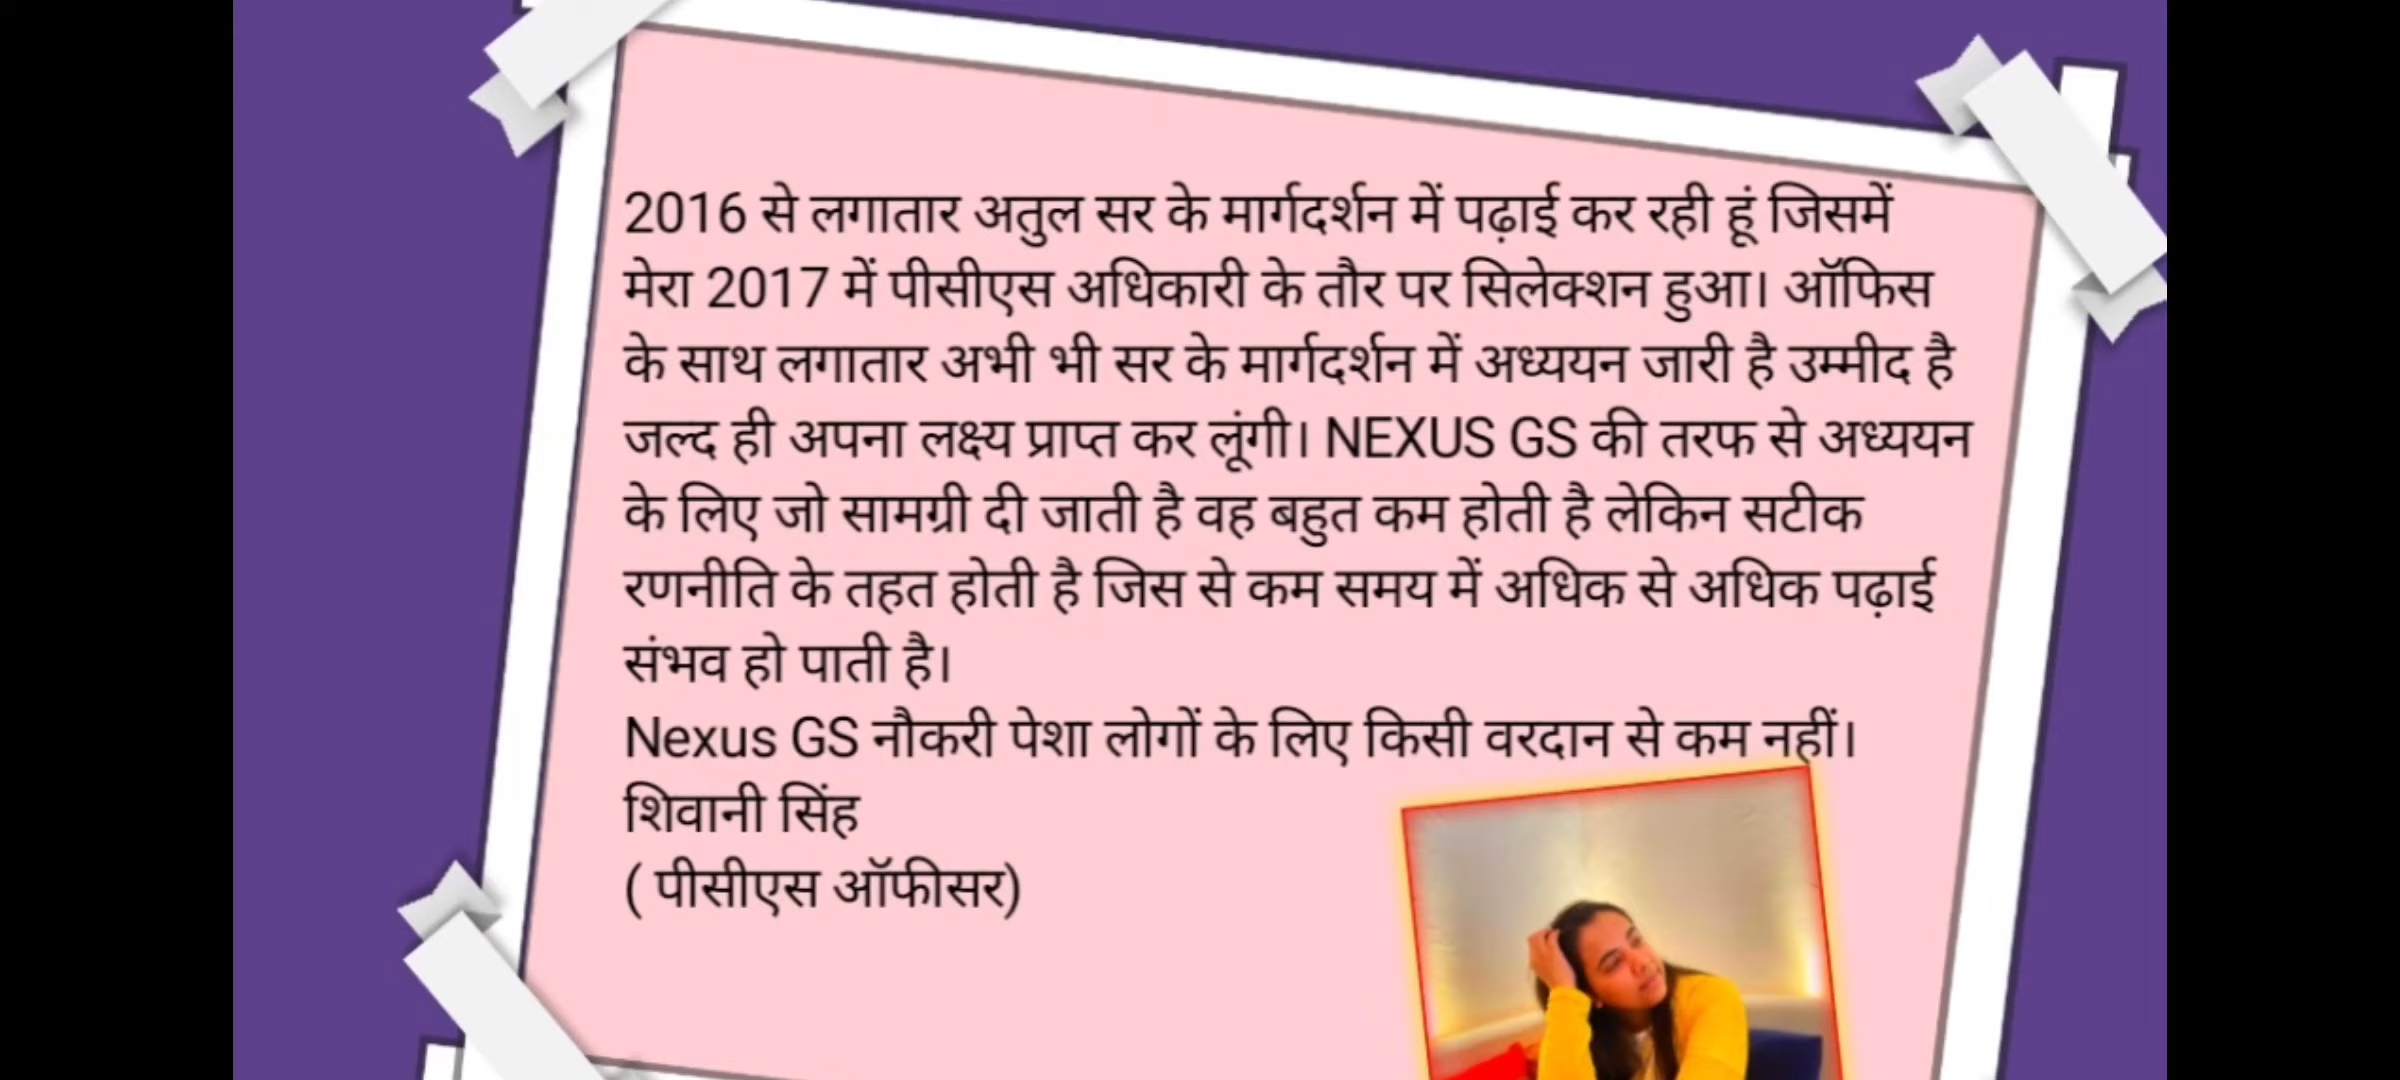 2016 से लगातार अतुल सर के मार्गदर्शन में पढ़ाई कर रही हूं जिसमें
मेरा 2017 में पीसीएस अधिकारी के तौर पर सिलेक्शन हुआ। ऑफिस
के साथ लगातार अभी भी सर के मार्गदर्शन में अध्ययन जारी है उम्मीद है
जल्द ही अपना लक्ष्य प्राप्त कर लूंगी। NEXUS GS की तरफ से अध्ययन
के लिए जो सामग्री दी जाती है वह बहुत कम होती है लेकिन सटीक
रणनीति के तहत होती है जिस से कम समय में अधिक से अधिक पढ़ाई
संभव हो पाती है।
Nexus GS नौकरी पेशा लोगों के लिए किसी वरदान से कम नहीं।
शिवानी सिंह
( पीसीएस ऑफीसर)